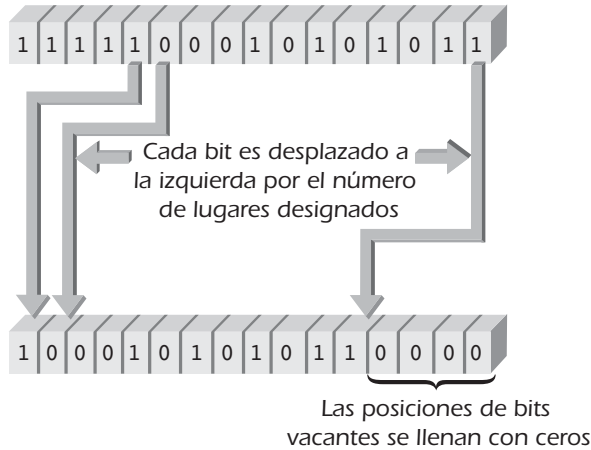 1 1 1 1 1 0 0 0 1 0 1 0 1 0 1 1
Cada bit es desplazado a
la izquierda por el número
de lugares designados
1 0 0 0 1 0 1 0 1 0 1 1 0 0 0 0
Las posiciones de bits
vacantes se llenan con ceros